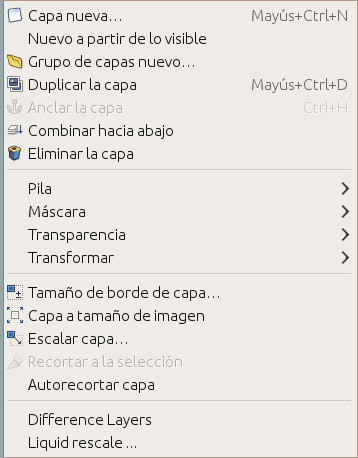 Capa nueva... Mayús+Ctrl+N
Nuevo a partir de lo visible
Grupo de capas nuevo...
Duplicar la capa Mayús+Ctrl+D
Anclar la capa Ctrl+H
Combinar hacia abajo
Eliminar la capa
Pila
Máscara
Transparencia
Transformar
Tamaño de borde de capa...
Capa a tamaño de imagen
Escalar capa...
Recortar a la selección
Autorecortar capa
Difference Layers
Liquid rescale ...